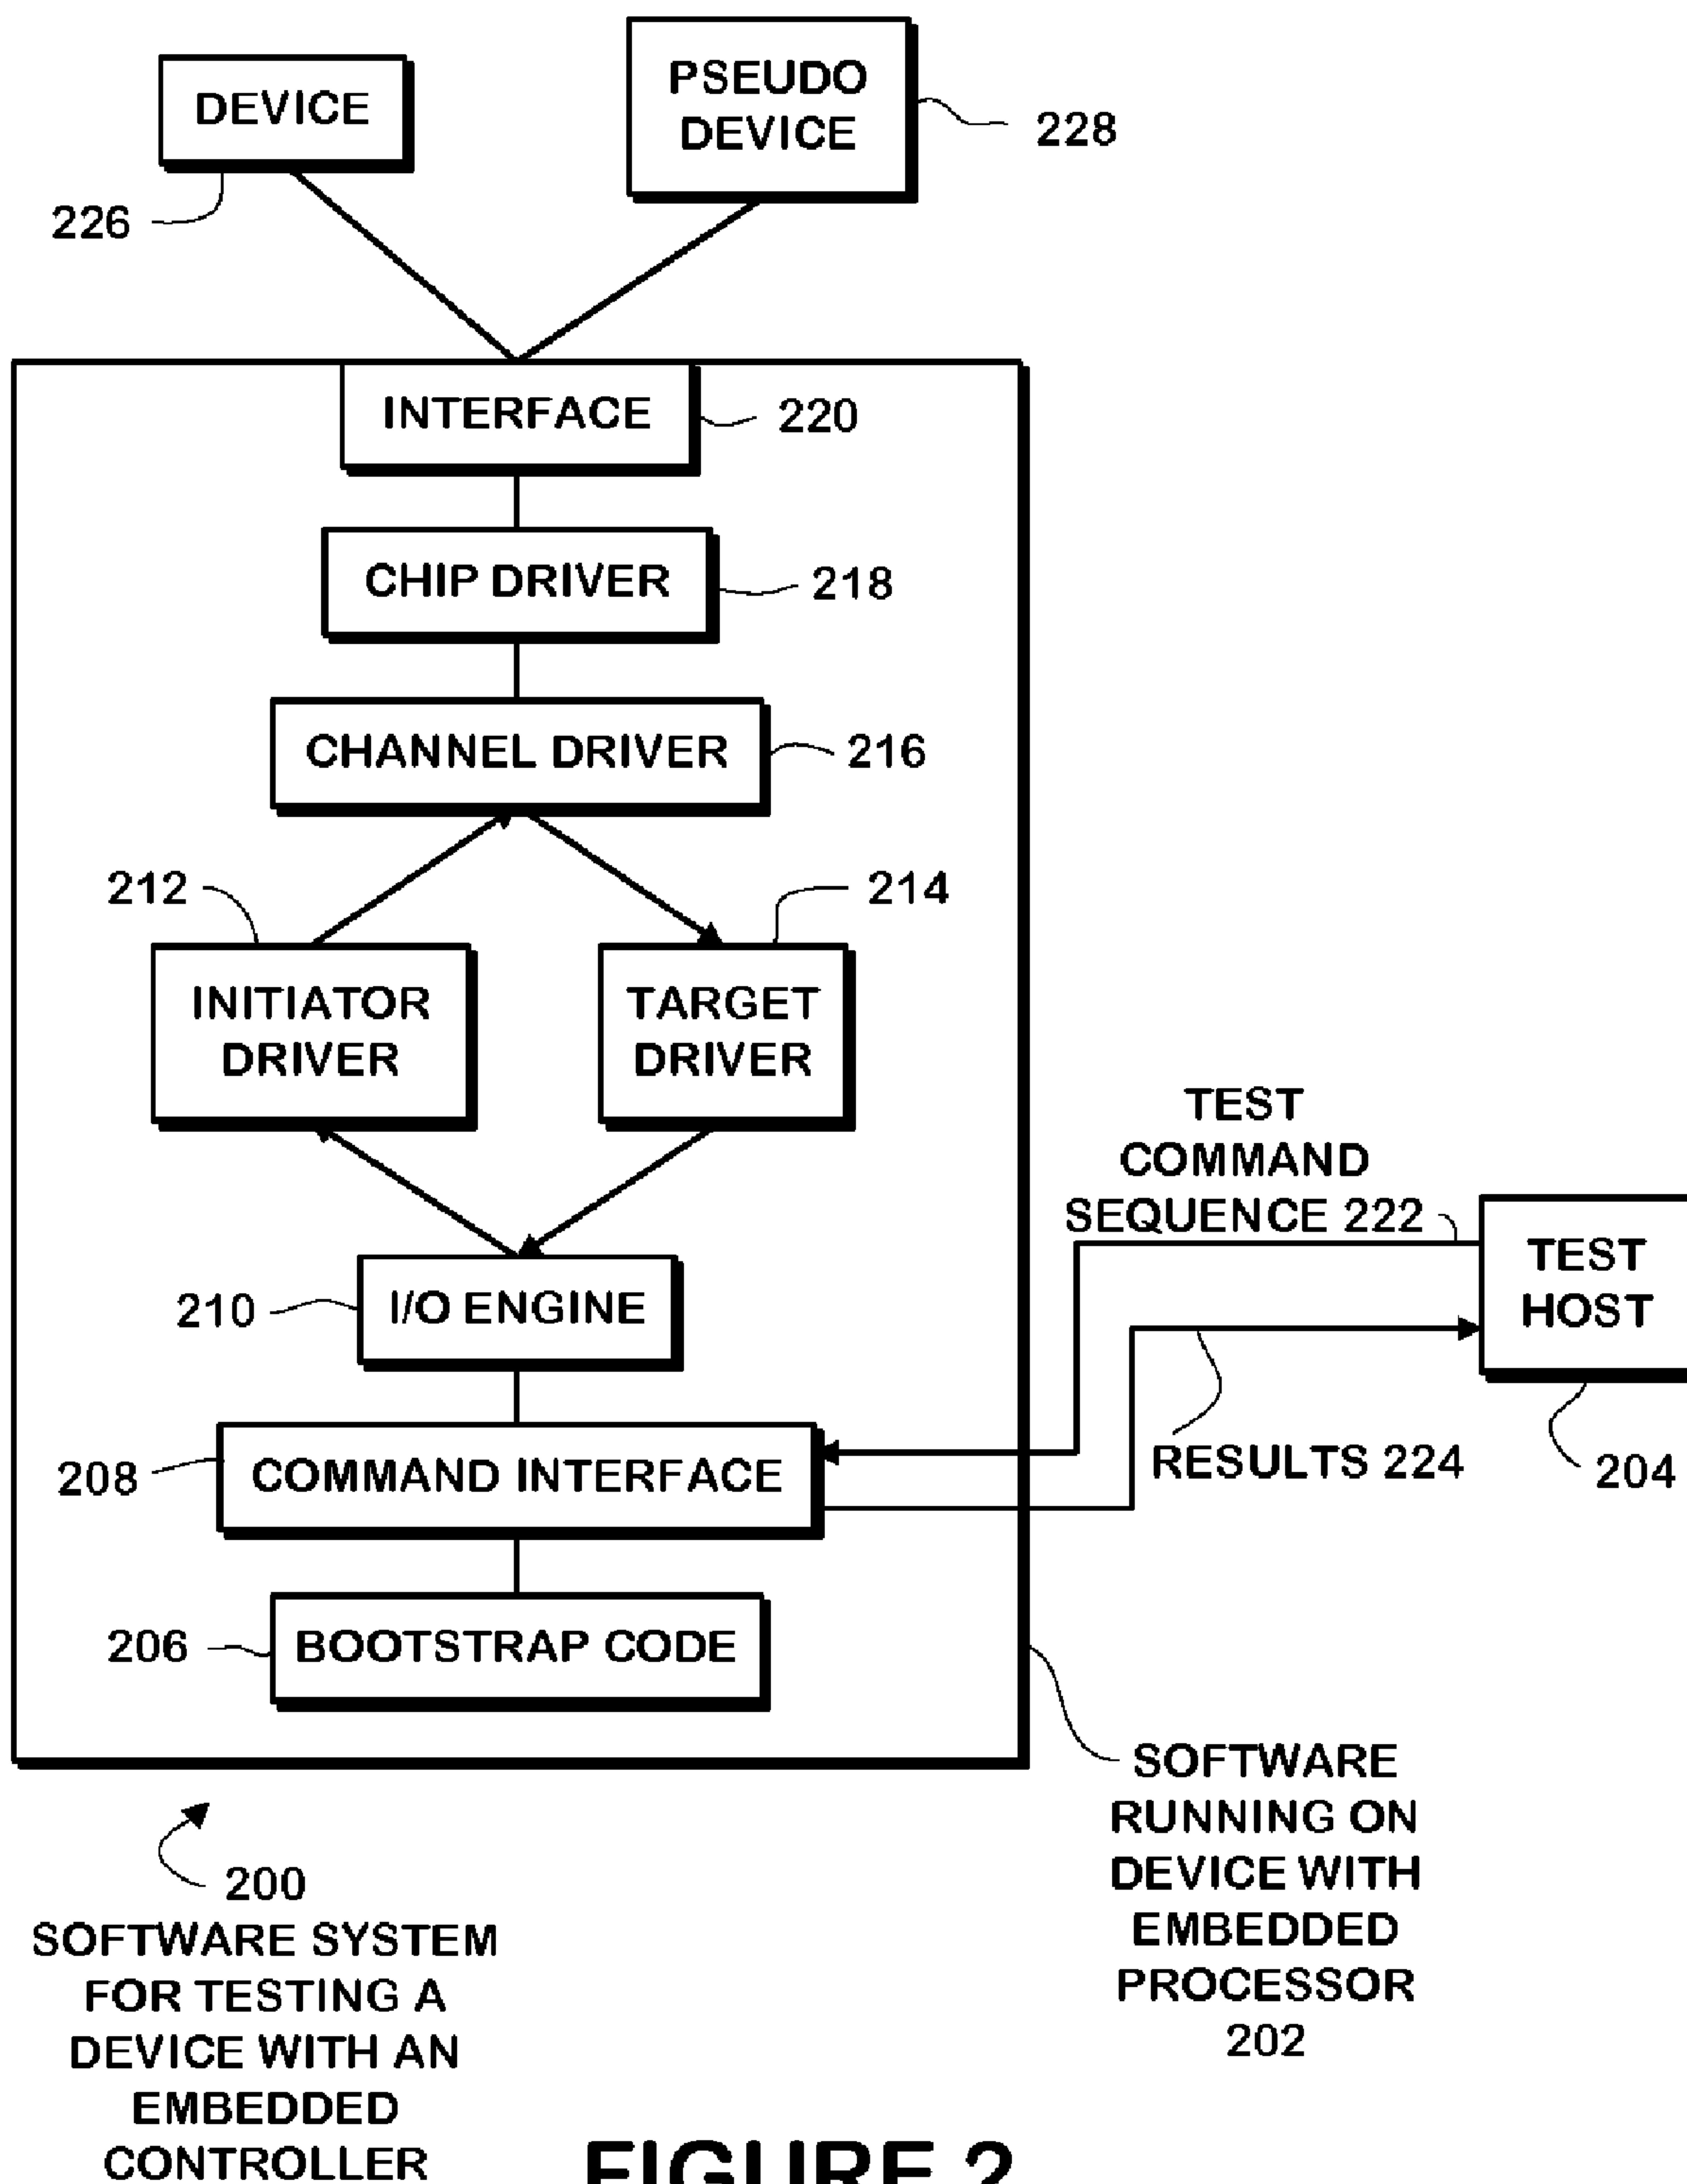 DEVICE
PSEUDO
DEVICE
228
226
INTERFACE
220
CHIP DRIVER
218
CHANNEL DRIVER
216
212
214
INITIATOR
DRIVER
TARGET
DRIVER
TEST
COMMAND
SEQUENCE 222
TEST
HOST
210
I/O ENGINE
208
COMMAND INTERFACE
RESULTS 224
204
206
BOOTSTRAP CODE
SOFTWARE
RUNNING ON
DEVICE WITH
EMBEDDED
PROCESSOR
202
200
SOFTWARE SYSTEM
FOR TESTING A
DEVICE WITH AN
EMBEDDED
CONTROLLER
FIGURE 2